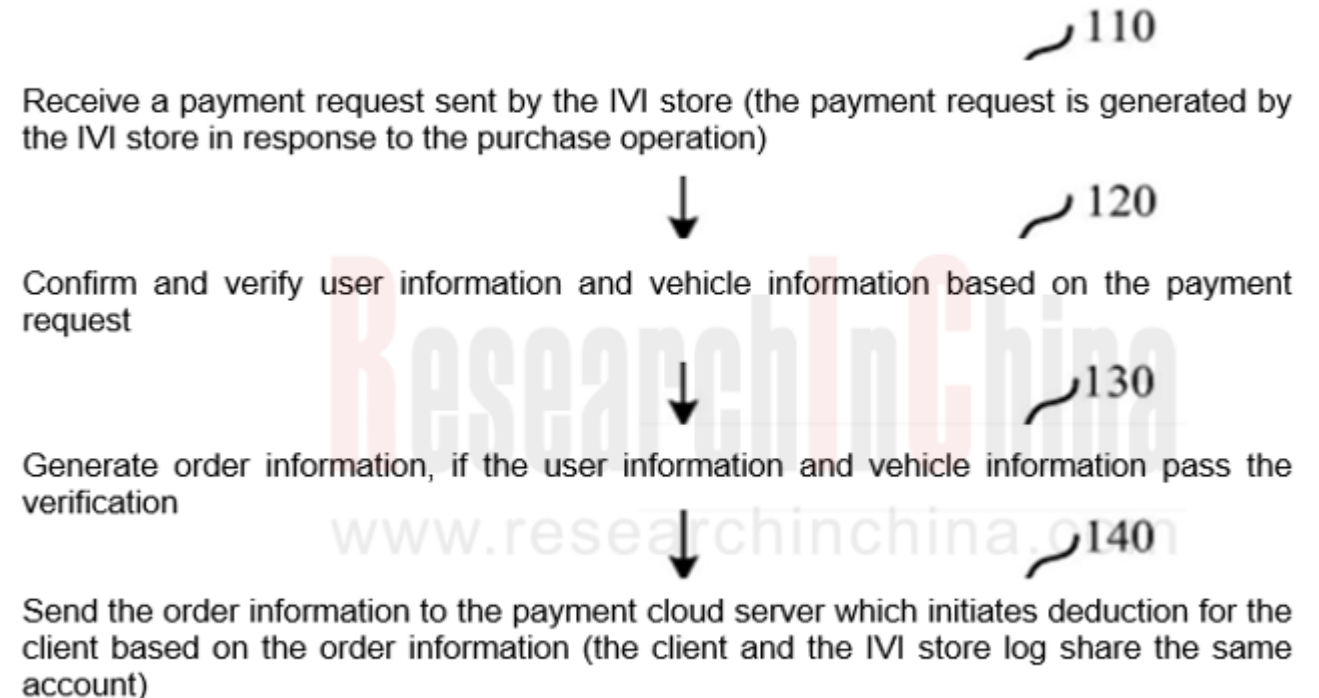 110
Receive a payment request sent by the IVI store (the payment request is generated by
the IVI store in response to the purchase operation)
120
Confirm and verify user information and vehicle information based on the payment
request
ResearchInChina
130
Generate order information, if the user information and vehicle information pass the
verification
www.researchinchina.com
140
Send the order information to the payment cloud server which initiates deduction for the
client based on the order information (the client and the IVI store log share the same
account)